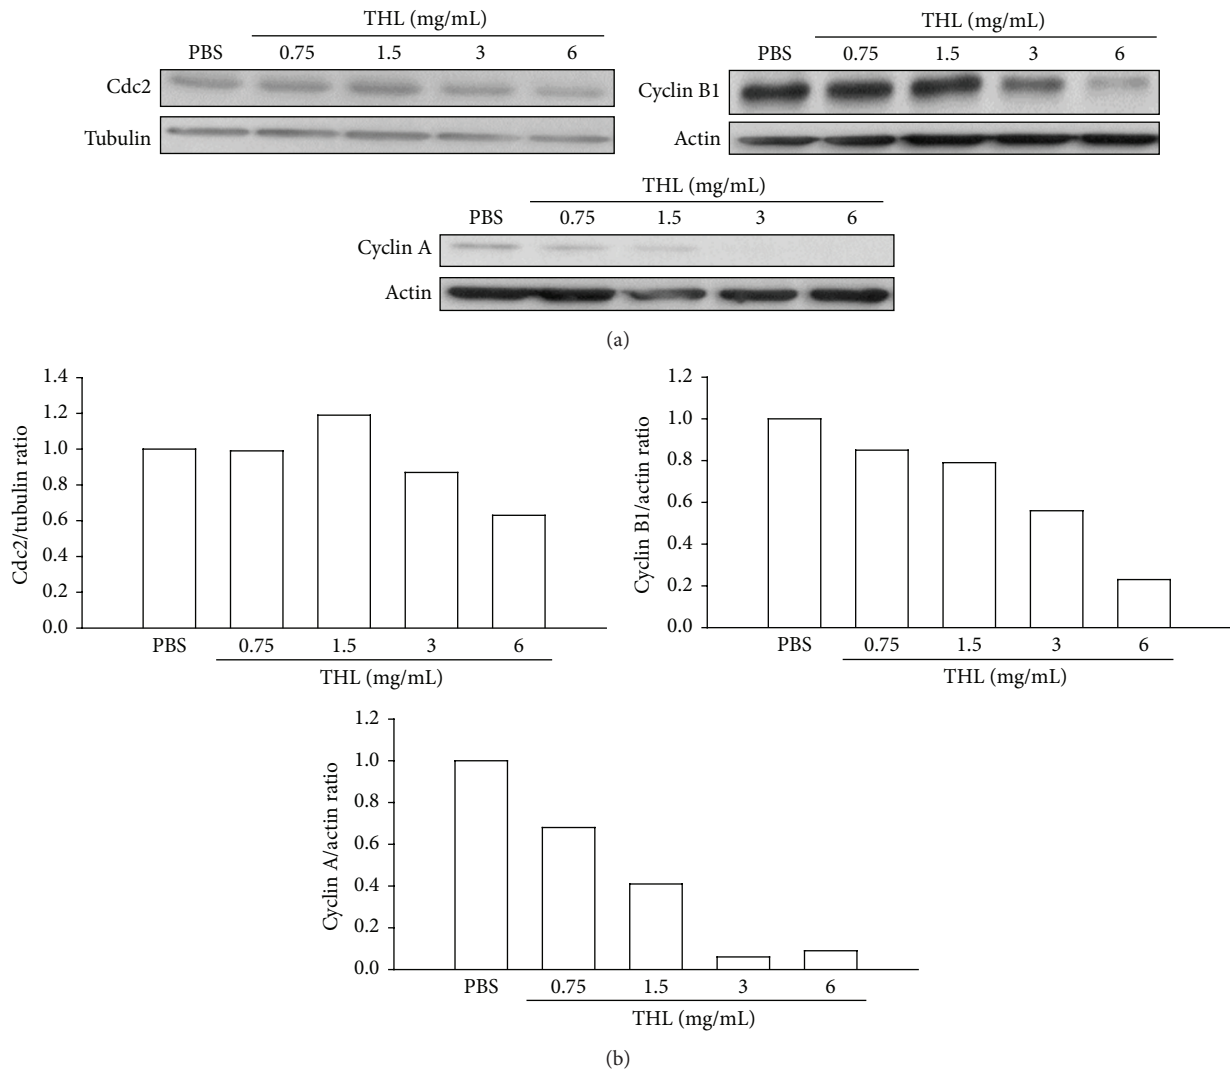 THL (mg/mL)
PBS 0.75 1.5 3 6
Cdc2
Tubulin
THL (mg/mL)
PBS 0.75 1.5 3 6
Cyclin B1
Actin
THL (mg/mL)
PBS 0.75 1.5 3 6
Cyclin A
Actin
(a)
Cdc2/tubulin ratio
1.4
1.2
1.0
0.8
0.6
0.4
0.2
0.0
PBS 0.75 1.5 3 6
THL (mg/mL)
Cyclin B1/actin ratio
1.2
1.0
0.8
0.6
0.4
0.2
0.0
PBS 0.75 1.5 3 6
THL (mg/mL)
Cyclin A/actin ratio
1.2
1.0
0.8
0.6
0.4
0.2
0.0
PBS 0.75 1.5 3 6
THL (mg/mL)
(b)